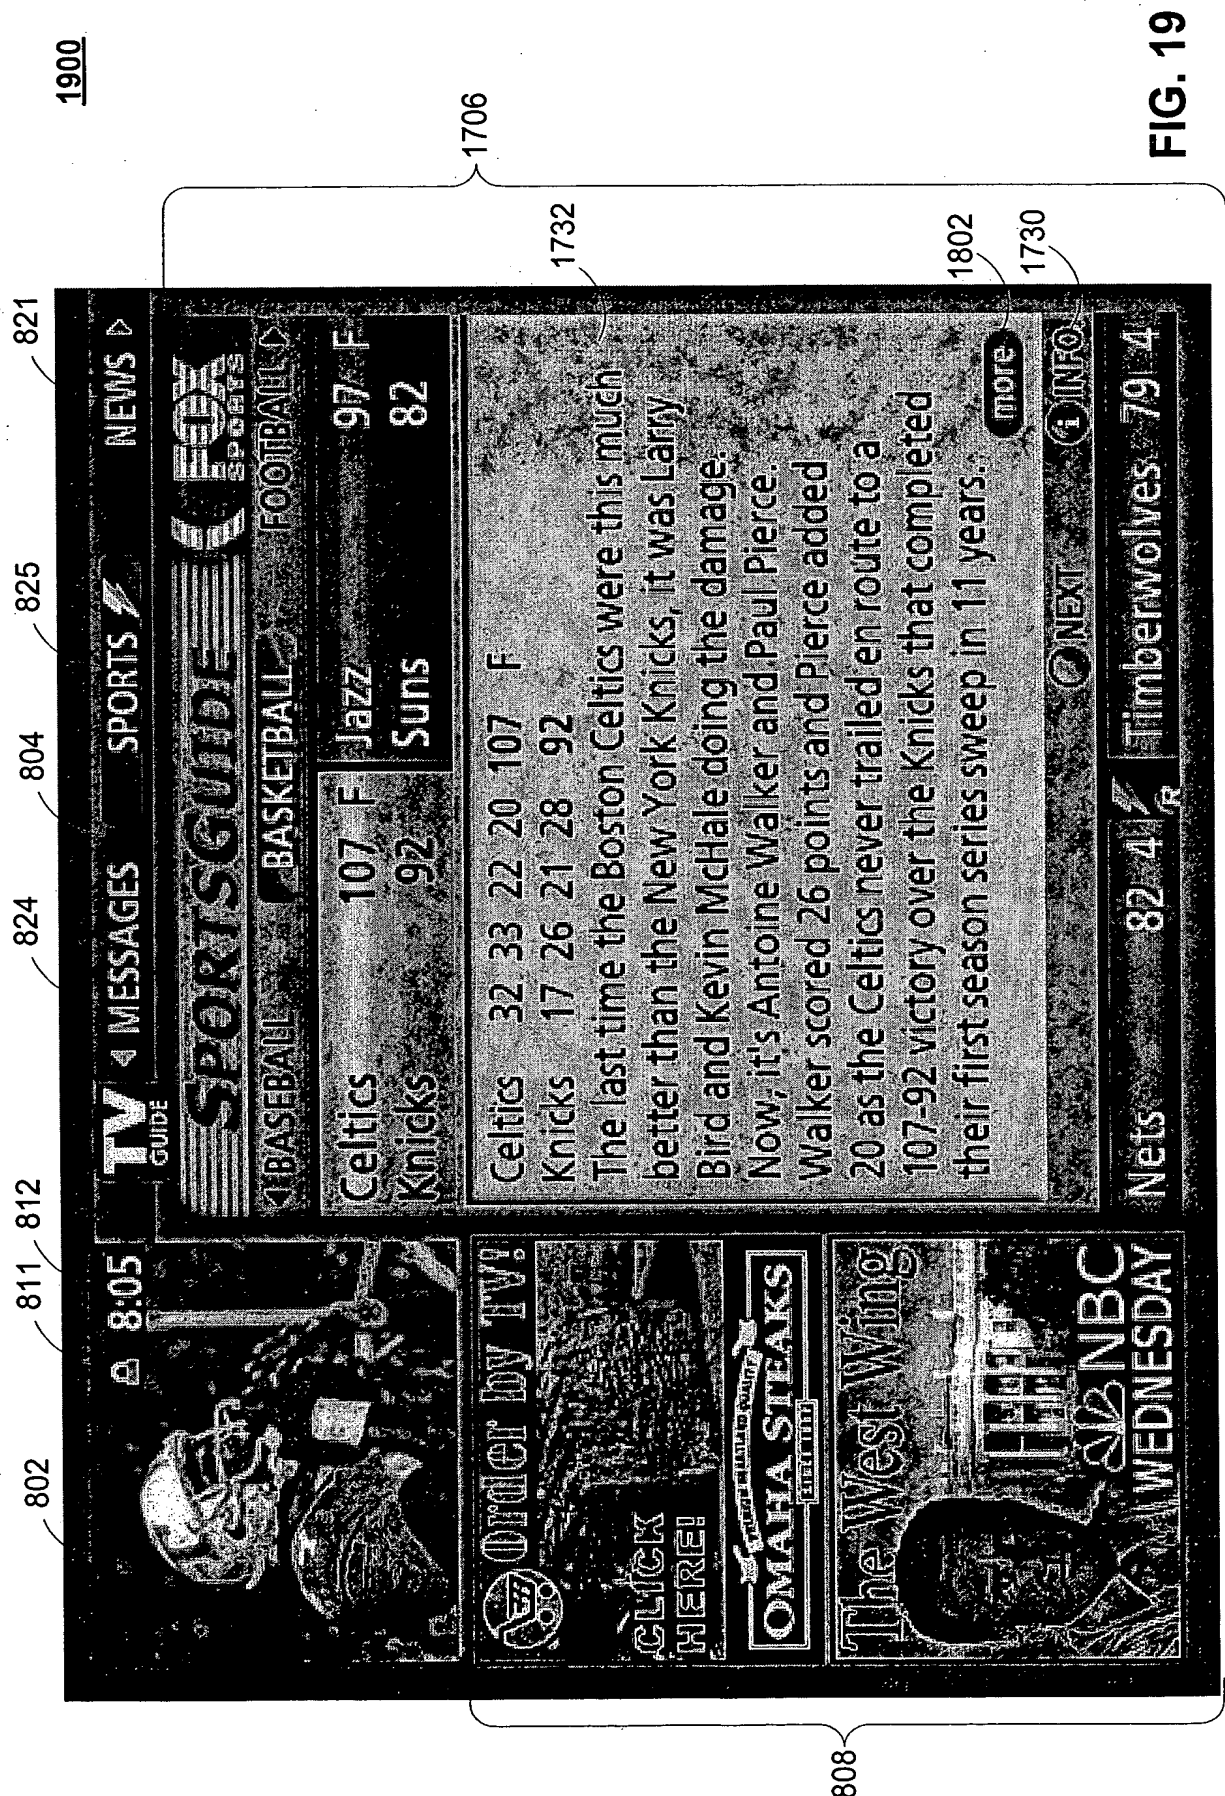 1900
802
811
812
824
804
825
821
8:05
TV
GUIDE
MESSAGES
SPORTS
NEWS
SPORTSGUIDE
FOX
SPORTS
BASEBALL
BASKETBALL
FOOTBALL
Celtics 107 F
Knicks 92
Jazz 97 F
Suns 82
Celtics 32 33 22 20 107 F
Knicks 17 26 21 28 92
The last time the Boston Celtics were this much
better than the New York Knicks, it was Larry
Bird and Kevin McHale doing the damage.
Now, it's Antoine Walker and Paul Pierce.
Walker scored 26 points and Pierce added
20 as the Celtics never trailed en route to a
107-92 victory over the Knicks that completed
their first season series sweep in 11 years.
more
NEXT
i INFO
Nets 82 4
R
Timberwolves 79 4
Order by TV!
CLICK
HERE!
OMAHA STEAKS
SINCE 1917
The West Wing
NBC
WEDNESDAY
808
1706
1732
1802
1730
FIG. 19